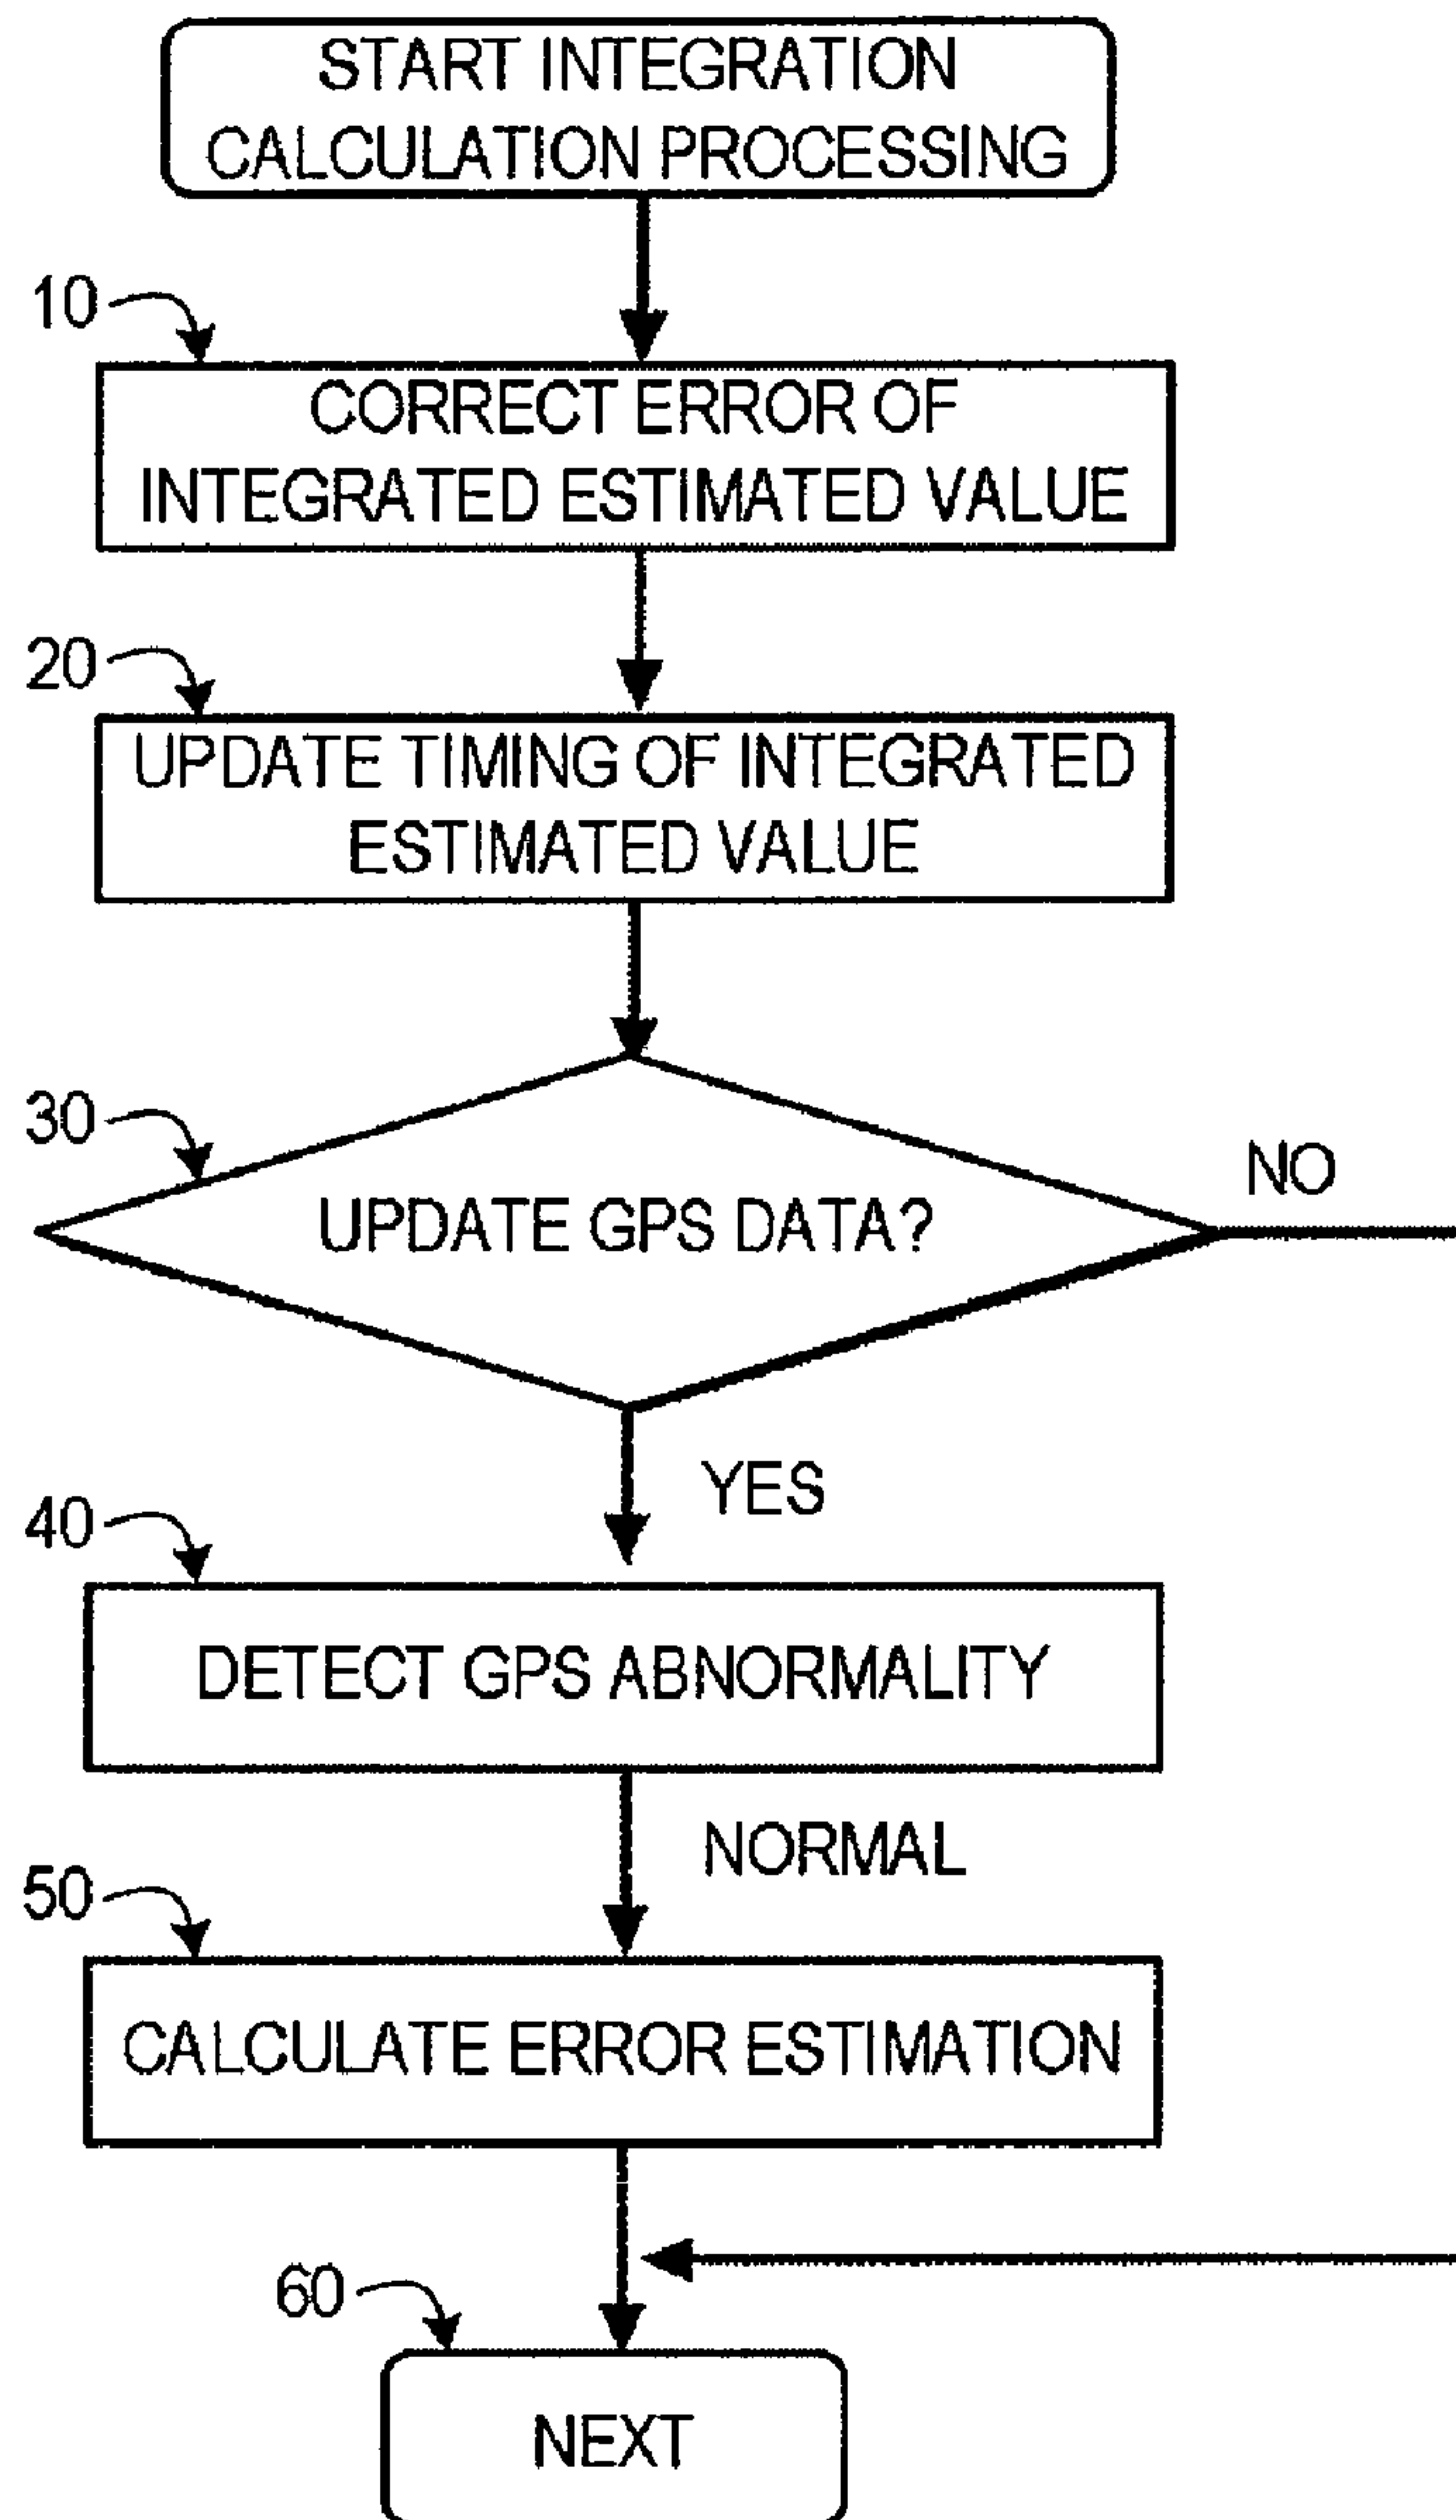 START INTEGRATION
CALCULATION PROCESSING
10
CORRECT ERROR OF
INTEGRATED ESTIMATED VALUE
20
UPDATE TIMING OF INTEGRATED
ESTIMATED VALUE
30
UPDATE GPS DATA?
NO
YES
40
DETECT GPS ABNORMALITY
NORMAL
50
CALCULATE ERROR ESTIMATION
60
NEXT